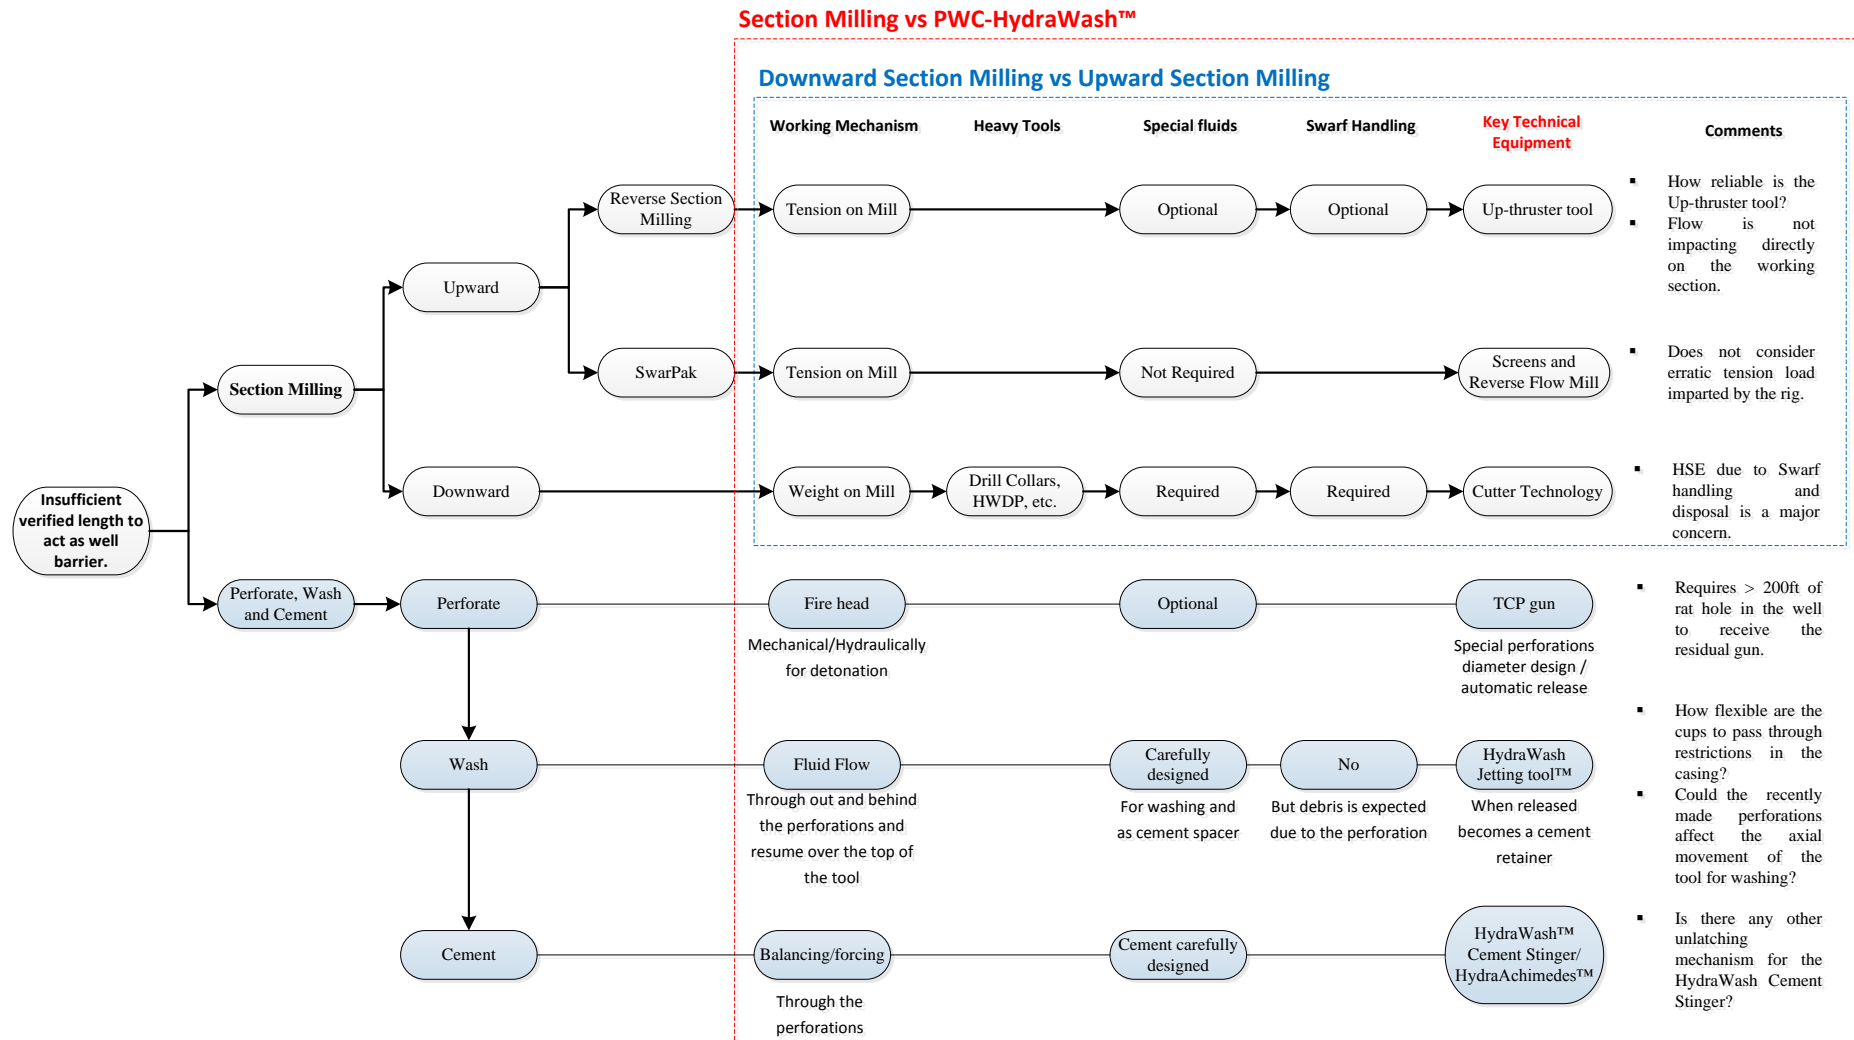 Section Milling vs PWC-HydraWash™
Downward Section Milling vs Upward Section Milling
Working Mechanism
Heavy Tools
Special fluids
Swarf Handling
Key Technical
Equipment
Comments
Reverse Section
Milling
Tension on Mill
Optional
Optional
Up-thruster tool
▪ How reliable is the
Up-thruster tool?
▪ Flow is not
impacting directly
on the working
section.
Upward
SwarPak
Tension on Mill
Not Required
Screens and
Reverse Flow Mill
▪ Does not consider
erratic tension load
imparted by the rig.
Section Milling
Downward
Weight on Mill
Drill Collars,
HWDP, etc.
Required
Required
Cutter Technology
▪ HSE due to Swarf
handling and
disposal is a major
concern.
Insufficient
verified length to
act as well
barrier.
Perforate, Wash
and Cement
Perforate
Fire head
Mechanical/Hydraulically
for detonation
Optional
TCP gun
Special perforations
diameter design /
automatic release
▪ Requires > 200ft of
rat hole in the well
to receive the
residual gun.
Wash
Fluid Flow
Through out and behind
the perforations and
resume over the top of
the tool
Carefully
designed
For washing and
as cement spacer
No
But debris is expected
due to the perforation
HydraWash
Jetting tool™
When released
becomes a cement
retainer
▪ How flexible are the
cups to pass through
restrictions in the
casing?
▪ Could the recently
made perforations
affect the axial
movement of the
tool for washing?
Cement
Balancing/forcing
Through the
perforations
Cement carefully
designed
HydraWash™
Cement Stinger/
HydraAchimedes™
▪ Is there any other
unlatching
mechanism for the
HydraWash Cement
Stinger?